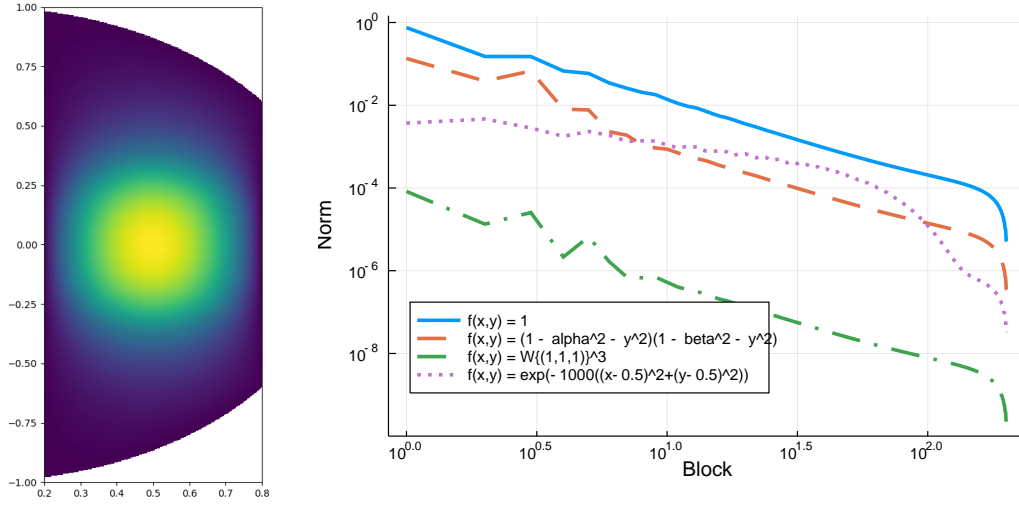 1.00
0.75
0.50
0.25
0.00
−0.25
−0.50
−0.75
−1.00
0.2 0.3 0.4 0.5 0.6 0.7 0.8
Norm
10^0
10^-2
10^-4
10^-6
10^-8
f(x,y) = 1
f(x,y) = (1 - alpha^2 - y^2)(1 - beta^2 - y^2)
f(x,y) = W{(1,1,1)}^3
f(x,y) = exp(-1000((x-0.5)^2+(y-0.5)^2))
10^0.0 10^0.5 10^1.0 10^1.5 10^2.0
Block